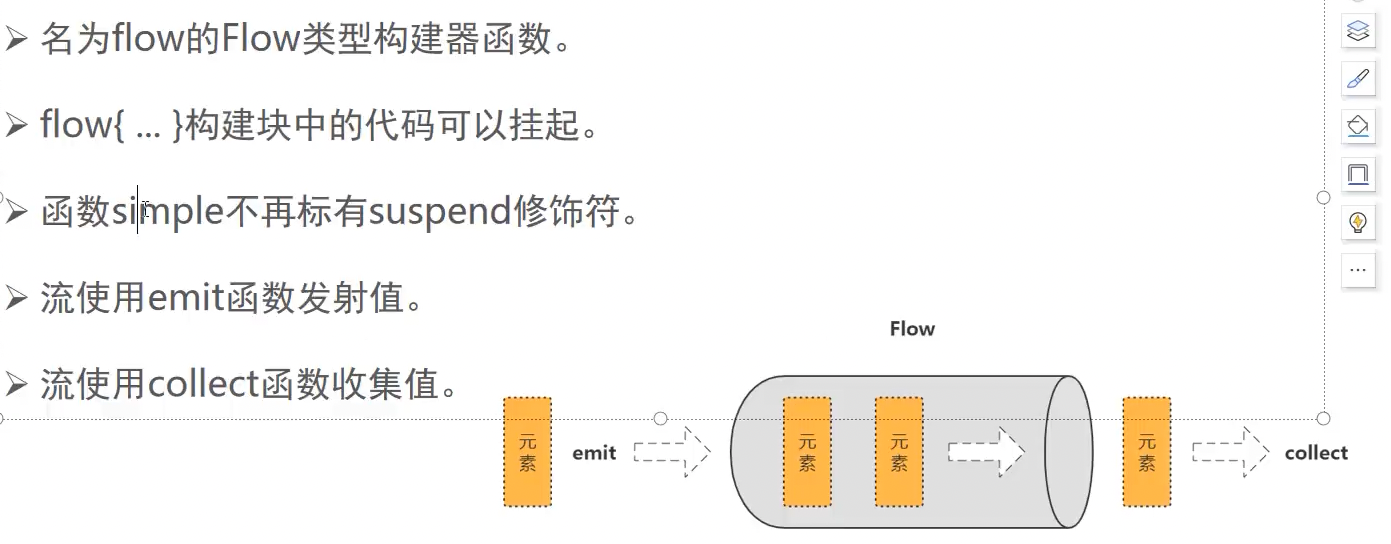 名为flow的Flow类型构建器函数。
flow{ ... }构建块中的代码可以挂起。
函数simple不再标有suspend修饰符。
流使用emit函数发射值。
流使用collect函数收集值。
Flow
元素
emit
元素
元素
元素
collect